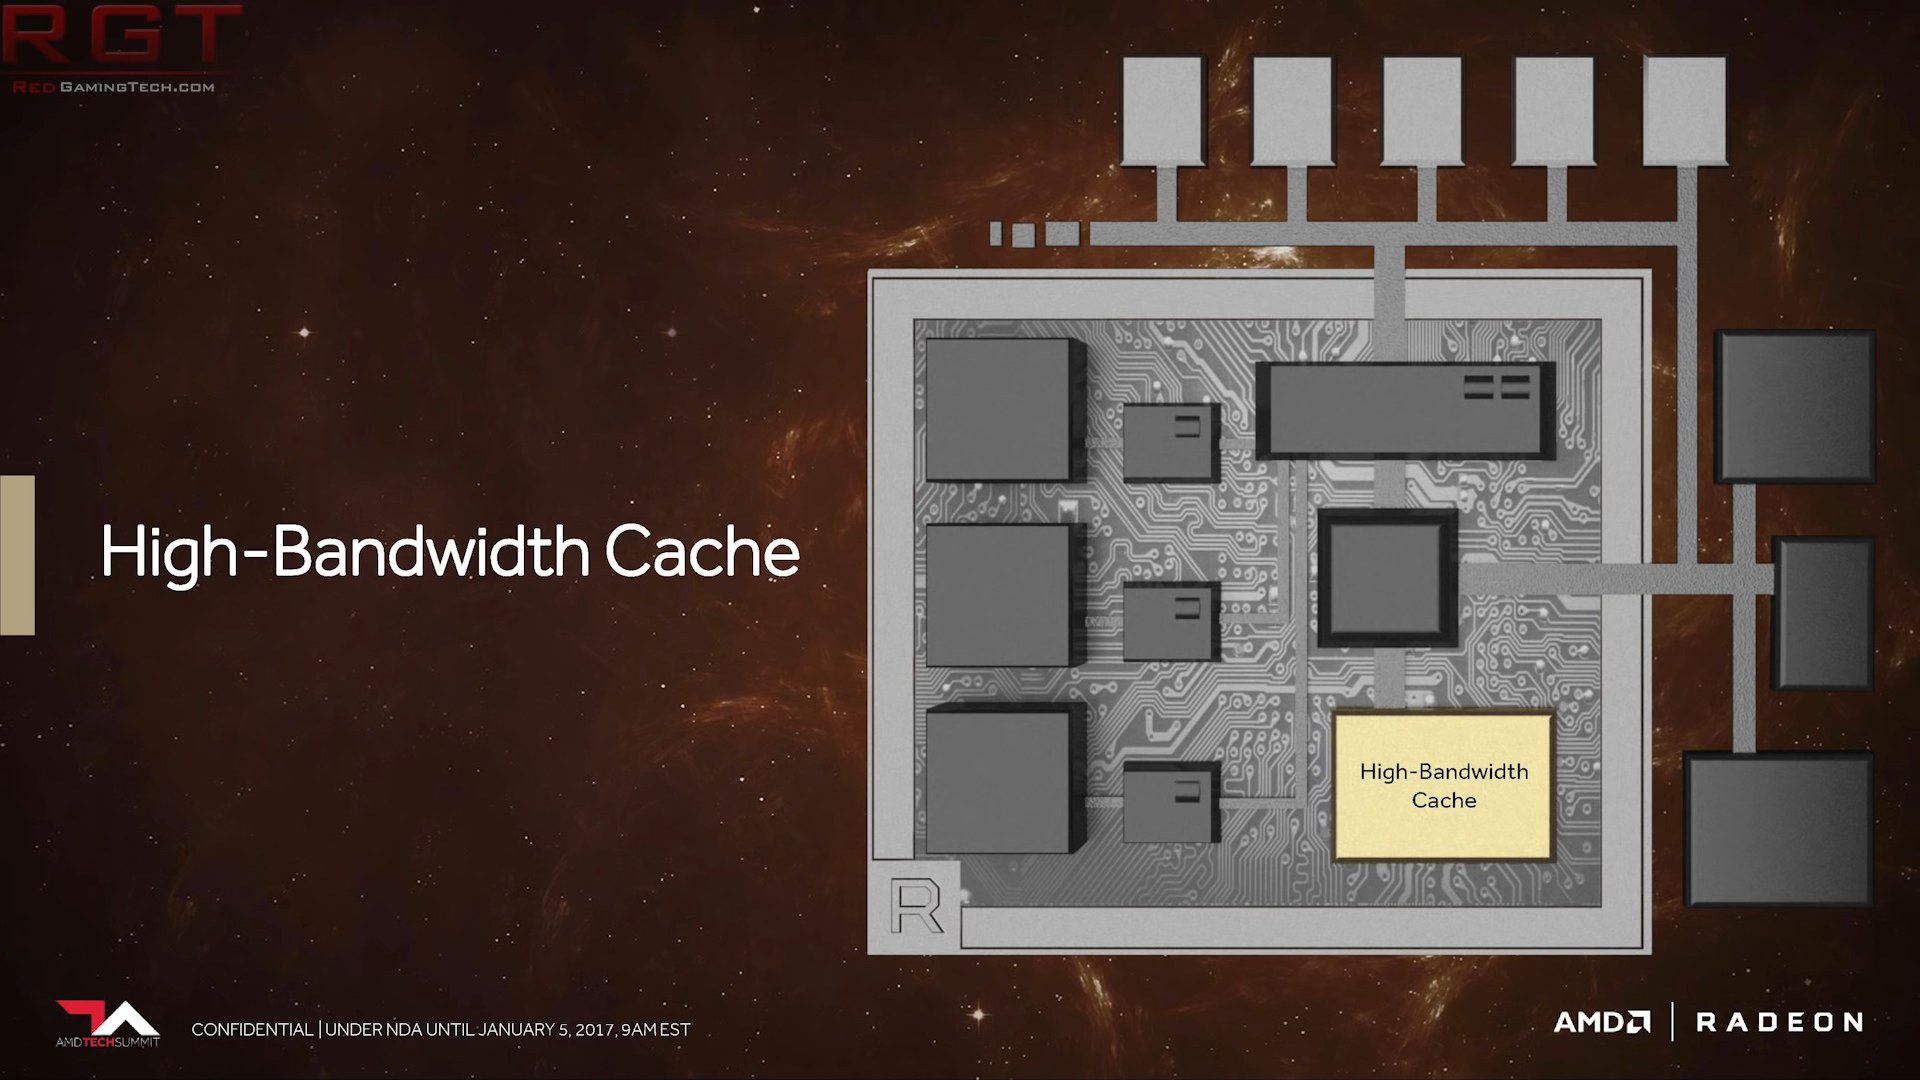 RGT
RED GAMINGTECH.COM
High-Bandwidth Cache
High-Bandwidth
Cache
R
AMDTECHSUMMIT
CONFIDENTIAL | UNDER NDA UNTIL JANUARY 5, 2017, 9AM EST
AMD | RADEON